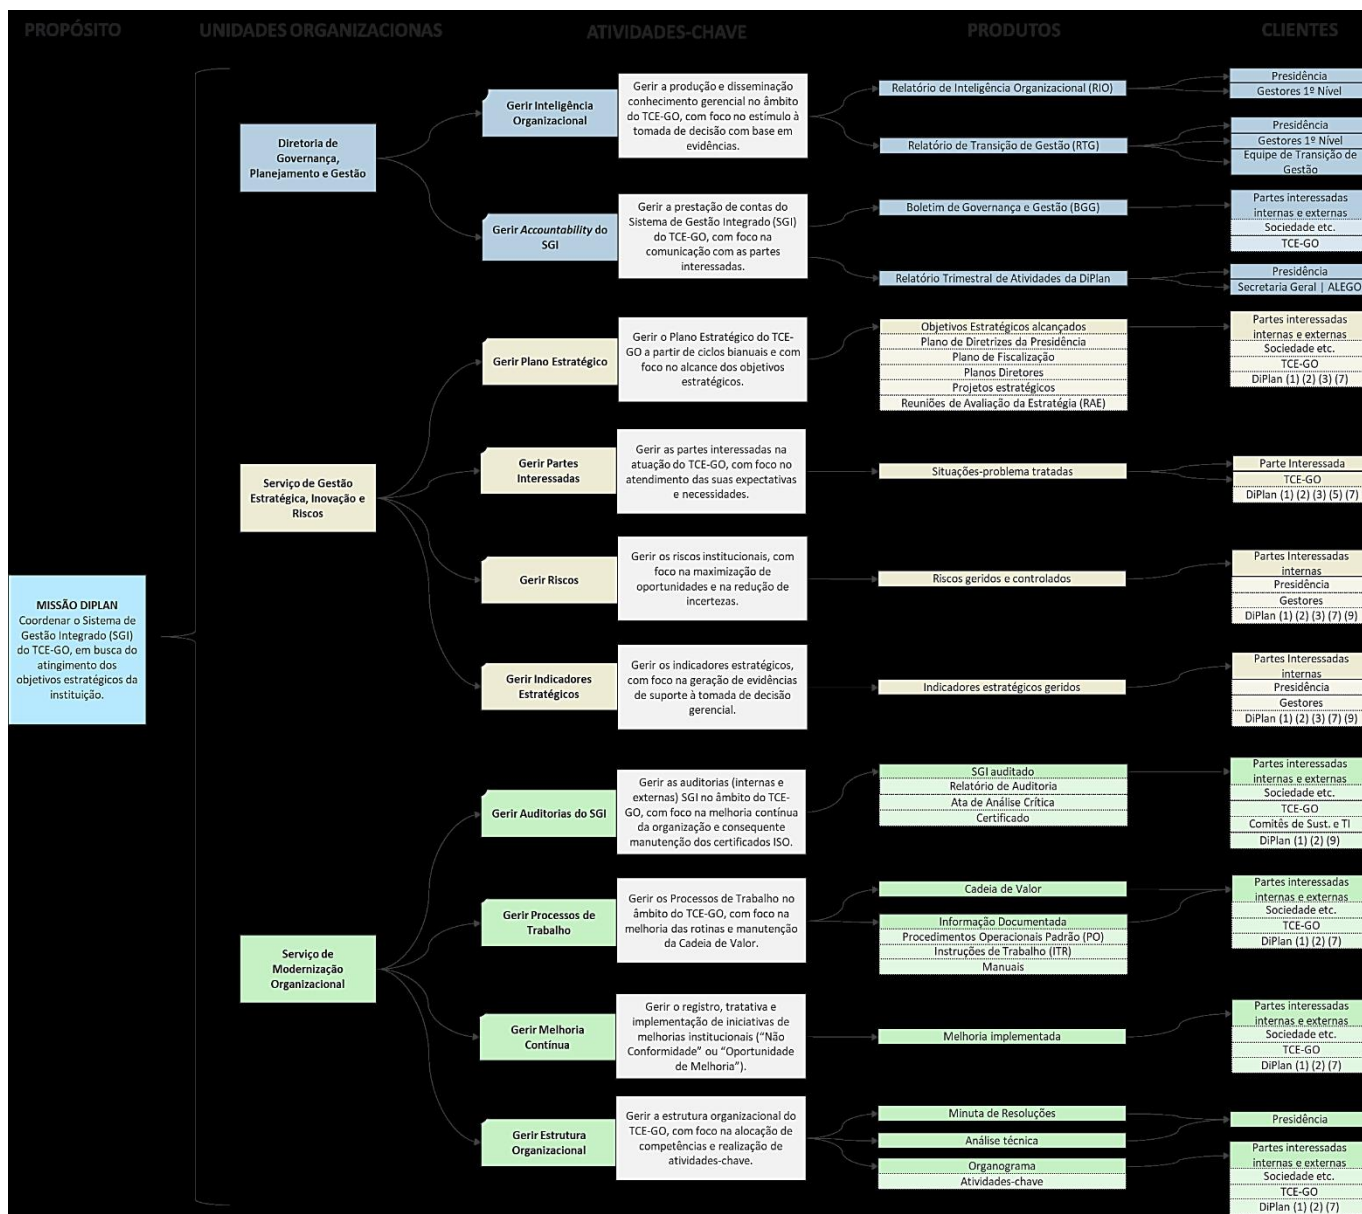 PROPÓSITO
UNIDADES ORGANIZACIONAIS
ATIVIDADES-CHAVE
PRODUTOS
CLIENTES
MISSÃO DIPLAN
Coordenar o Sistema de
Gestão Integrado (SGI)
do TCE-GO, em busca do
atingimento dos
objetivos estratégicos da
instituição.
Diretoria de
Governança,
Planejamento e Gestão
Gerir Inteligência
Organizacional
Gerir a produção e disseminação
conhecimento gerencial no âmbito
do TCE-GO, com foco no estímulo à
tomada de decisão com base em
evidências.
Relatório de Inteligência Organizacional (RIO)
Presidência
Gestores 1º Nível
Relatório de Transição de Gestão (RTG)
Presidência
Gestores 1º Nível
Equipe de Transição de
Gestão
Gerir Accountability do
SGI
Gerir a prestação de contas do
Sistema de Gestão Integrado (SGI)
do TCE-GO, com foco na
comunicação com as partes
interessadas.
Boletim de Governança e Gestão (BGG)
Partes interessadas
internas e externas
Sociedade etc.
TCE-GO
Relatório Trimestral de Atividades da DiPlan
Presidência
Secretaria Geral | ALEGO
Serviço de Gestão
Estratégica, Inovação e
Riscos
Gerir Plano Estratégico
Gerir o Plano Estratégico do TCE-
GO a partir de ciclos bianuais e com
foco no alcance dos objetivos
estratégicos.
Objetivos Estratégicos alcançados
Plano de Diretrizes da Presidência
Plano de Fiscalização
Planos Diretores
Projetos estratégicos
Reuniões de Avaliação da Estratégia (RAE)
Partes interessadas
internas e externas
Sociedade etc.
TCE-GO
DiPlan (1) (2) (3) (7)
Gerir Partes
Interessadas
Gerir as partes interessadas na
atuação do TCE-GO, com foco no
atendimento das suas expectativas
e necessidades.
Situações-problema tratadas
Parte Interessada
TCE-GO
DiPlan (1) (2) (3) (5) (7)
Gerir Riscos
Gerir os riscos institucionais, com
foco na maximização de
oportunidades e na redução de
incertezas.
Riscos geridos e controlados
Partes Interessadas
internas
Presidência
Gestores
DiPlan (1) (2) (3) (7) (9)
Gerir Indicadores
Estratégicos
Gerir os indicadores estratégicos,
com foco na geração de evidências
de suporte à tomada de decisão
gerencial.
Indicadores estratégicos geridos
Partes Interessadas
internas
Presidência
Gestores
DiPlan (1) (2) (3) (7) (9)
Serviço de
Modernização
Organizacional
Gerir Auditorias do SGI
Gerir as auditorias (internas e
externas) SGI no âmbito do TCE-
GO, com foco na melhoria contínua
da organização e consequente
manutenção dos certificados ISO.
SGI auditado
Relatório de Auditoria
Ata de Análise Crítica
Certificado
Partes interessadas
internas e externas
Sociedade etc.
TCE-GO
Comitês de Sust. e TI
DiPlan (1) (2) (9)
Gerir Processos de
Trabalho
Gerir os Processos de Trabalho no
âmbito do TCE-GO, com foco na
melhoria das rotinas e manutenção
da Cadeia de Valor.
Cadeia de Valor
Informação Documentada
Procedimentos Operacionais Padrão (PO)
Instruções de Trabalho (ITR)
Manuais
Partes interessadas
internas e externas
Sociedade etc.
TCE-GO
DiPlan (1) (2) (7)
Gerir Melhoria
Contínua
Gerir o registro, tratativa e
implementação de iniciativas de
melhorias institucionais (“Não
Conformidade” ou “Oportunidade
de Melhoria”).
Melhoria implementada
Partes interessadas
internas e externas
Sociedade etc.
TCE-GO
DiPlan (1) (2) (7)
Gerir Estrutura
Organizacional
Gerir a estrutura organizacional do
TCE-GO, com foco na alocação de
competências e realização de
atividades-chave.
Minuta de Resoluções
Análise técnica
Presidência
Organograma
Atividades-chave
Partes interessadas
internas e externas
Sociedade etc.
TCE-GO
DiPlan (1) (2) (7)